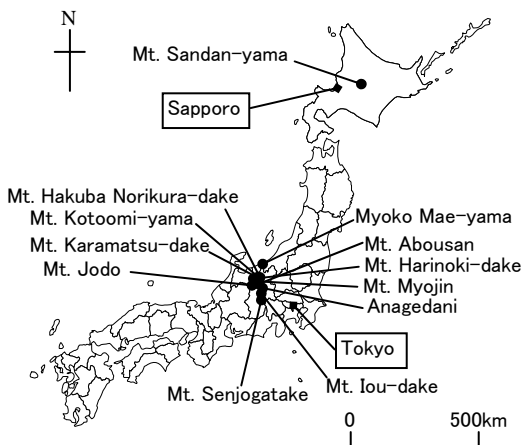 N
Mt. Sandan-yama
Sapporo
Mt. Hakuba Norikura-dake
Mt. Kotoomi-yama
Mt. Karamatsu-dake
Mt. Jodo
Myoko Mae-yama
Mt. Abousan
Mt. Harinoki-dake
Mt. Myojin
Anagedani
Tokyo
Mt. Iou-dake
Mt. Senjogatake
0 500km